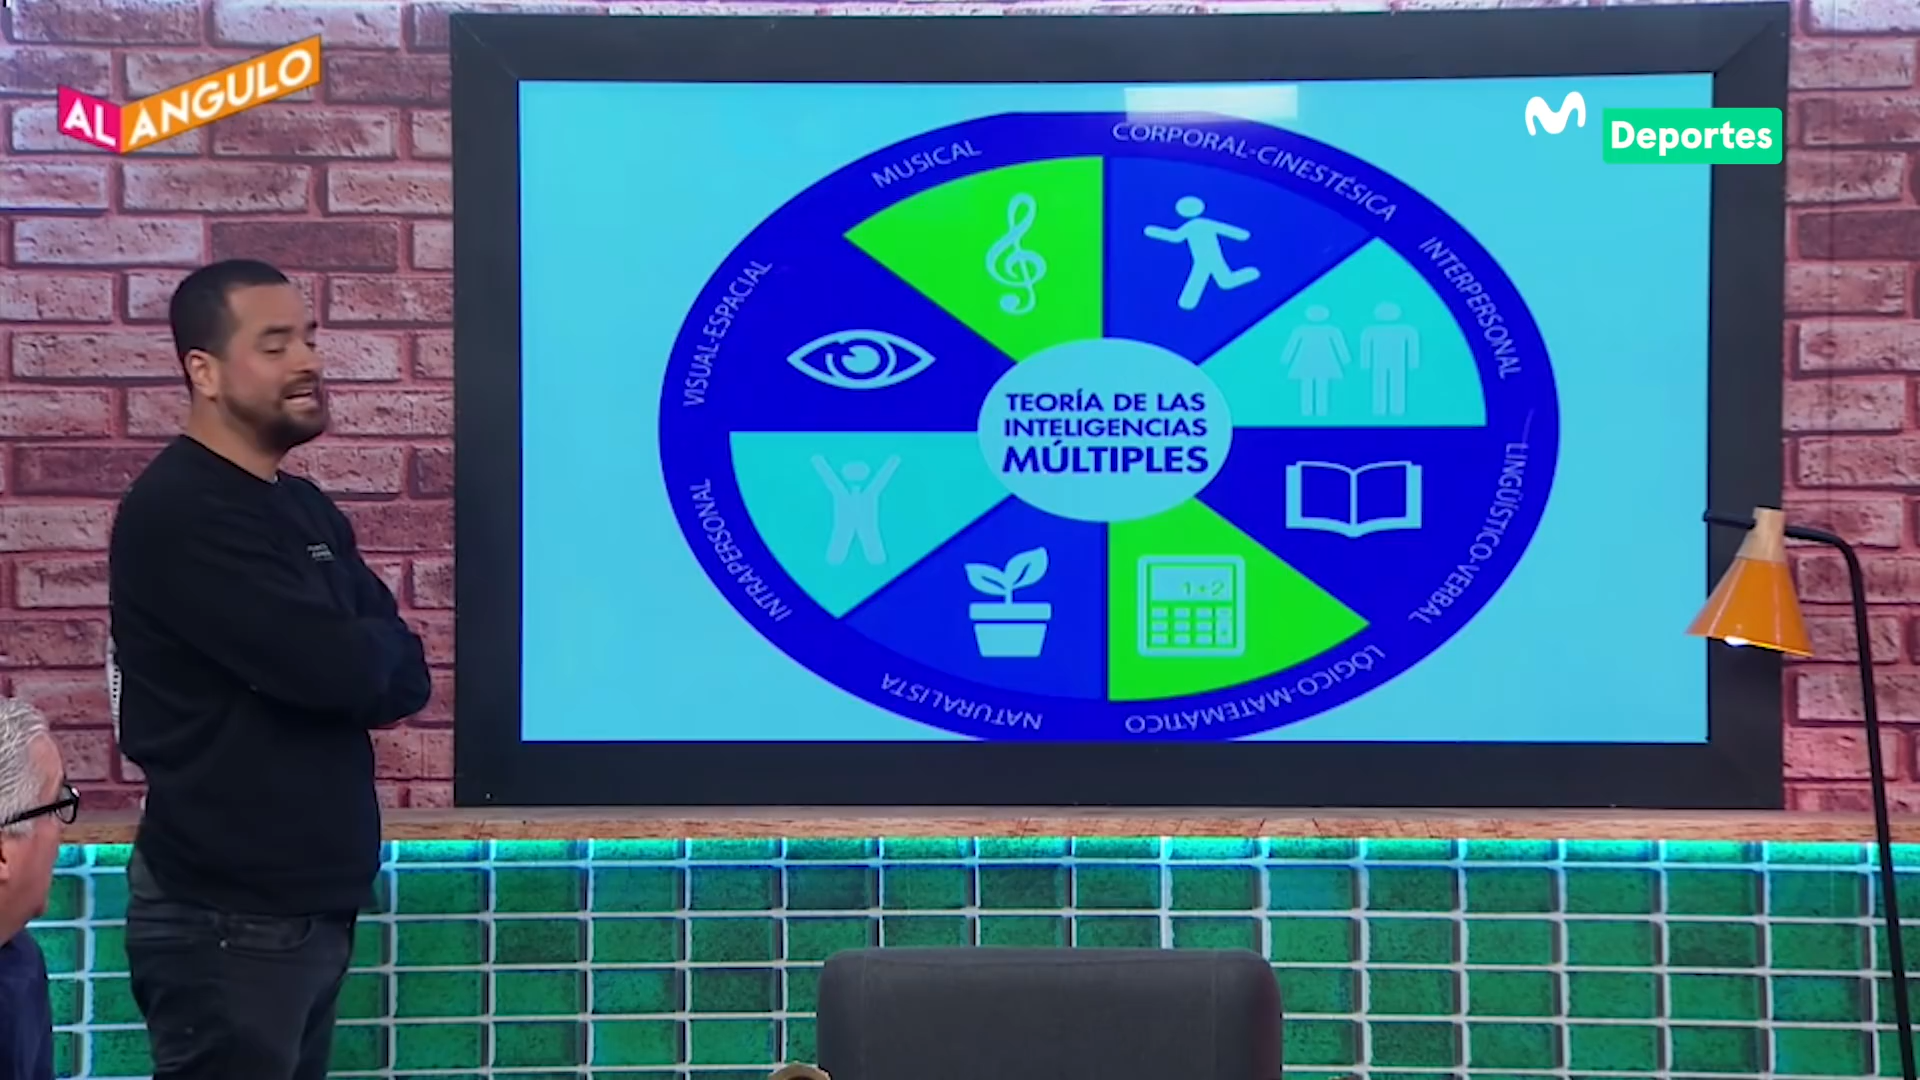 AL ANGULO
Deportes
MUSICAL
CORPORAL-CINESTÉSICA
INTERPERSONAL
LINGÜÍSTICO-VERBAL
LÓGICO-MATEMÁTICO
NATURALISTA
INTRAPERSONAL
VISUAL-ESPACIAL
TEORÍA DE LAS
INTELIGENCIAS
MÚLTIPLES
1+2